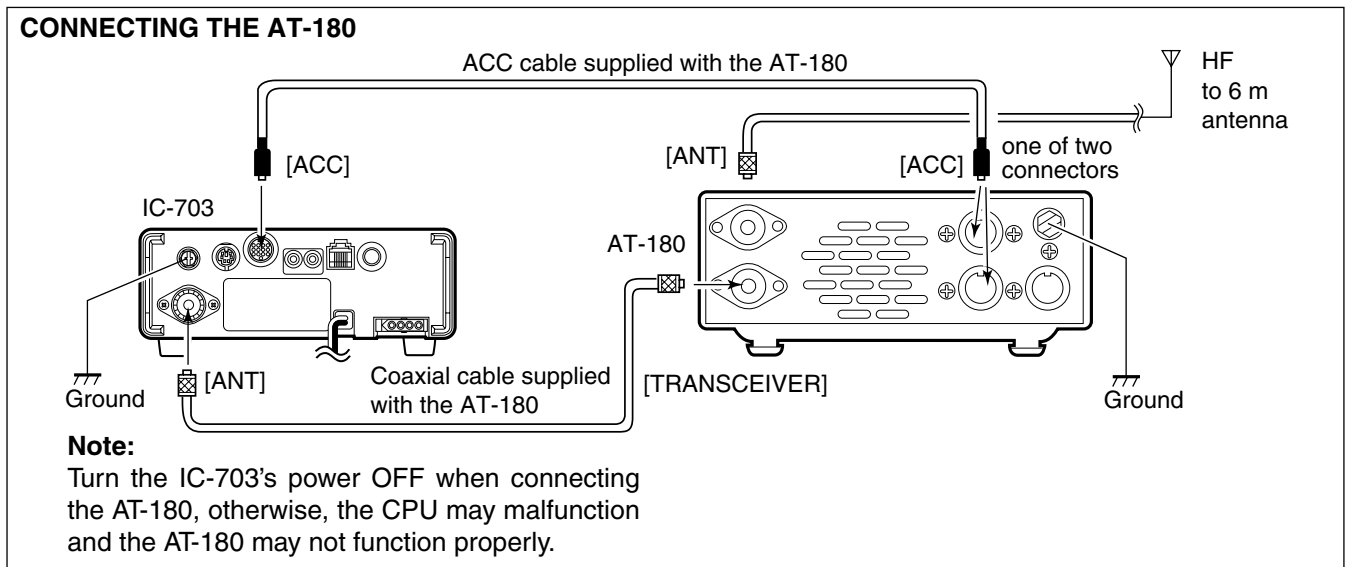 CONNECTING THE AT-180
ACC cable supplied with the AT-180
HF
to 6 m
antenna
[ANT]
[ACC]
one of two
connectors
[ACC]
IC-703
AT-180
Ground
[ANT]
Coaxial cable supplied
with the AT-180
[TRANSCEIVER]
Ground
Note:
Turn the IC-703's power OFF when connecting
the AT-180, otherwise, the CPU may malfunction
and the AT-180 may not function properly.